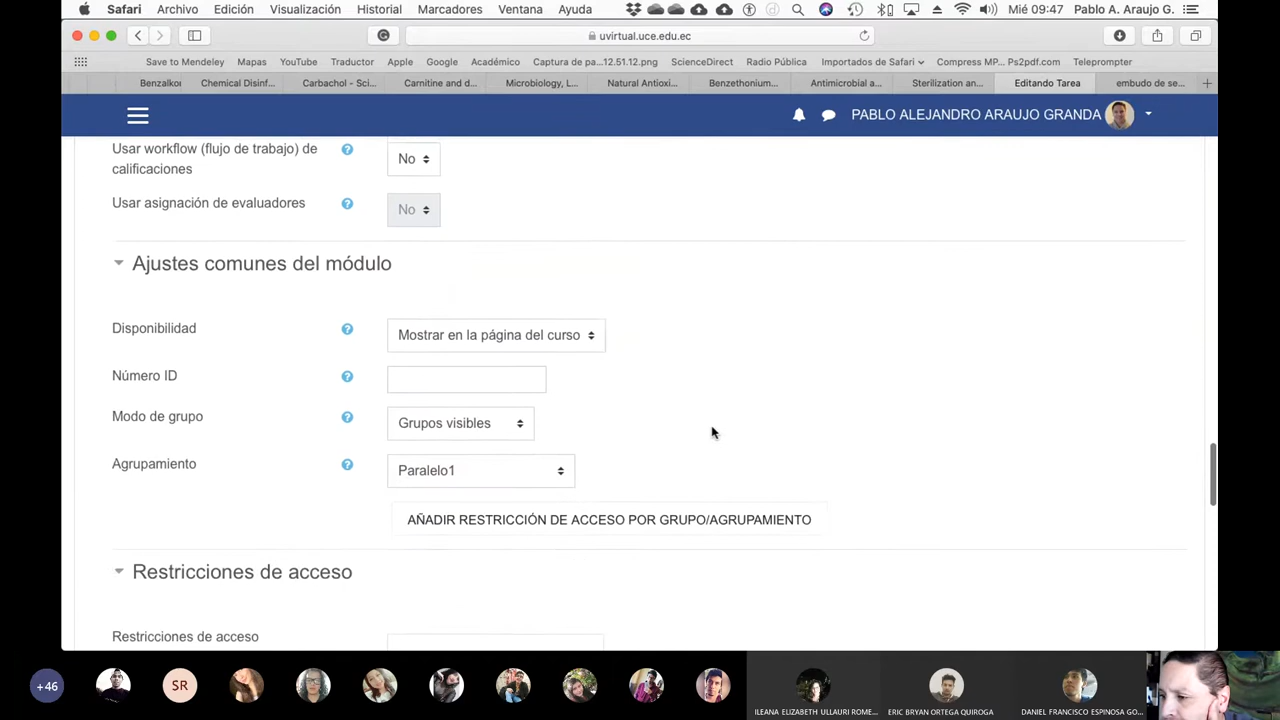 Safari Archivo Edición Visualización Historial Marcadores Ventana Ayuda Mié 09:47 Pablo A. Araujo G.
uvirtual.uce.edu.ec
Save to Mendeley Mapas YouTube Traductor Apple Google Académico Captura de pa...12.51.12.png ScienceDirect Radio Pública Importados de Safari Compress MP... Ps2pdf.com Teleprompter
Benzalkor Chemical Disinf... Carbachol - Sci... Carnitine and d... Microbiology, L... Natural Antioxi... Benzethonium... Antimicrobial a... Sterilization an... Editando Tarea embudo de se...
PABLO ALEJANDRO ARAUJO GRANDA
Usar workflow (flujo de trabajo) de
calificaciones
No
Usar asignación de evaluadores
No
Ajustes comunes del módulo
Disponibilidad
Mostrar en la página del curso
Número ID
Modo de grupo
Grupos visibles
Agrupamiento
Paralelo1
AÑADIR RESTRICCIÓN DE ACCESO POR GRUPO/AGRUPAMIENTO
Restricciones de acceso
Restricciones de acceso
+46
SR
ILEANA ELIZABETH ULLAURI ROME...
ERIC BRYAN ORTEGA QUIROGA
DANIEL FRANCISCO ESPINOSA GO...